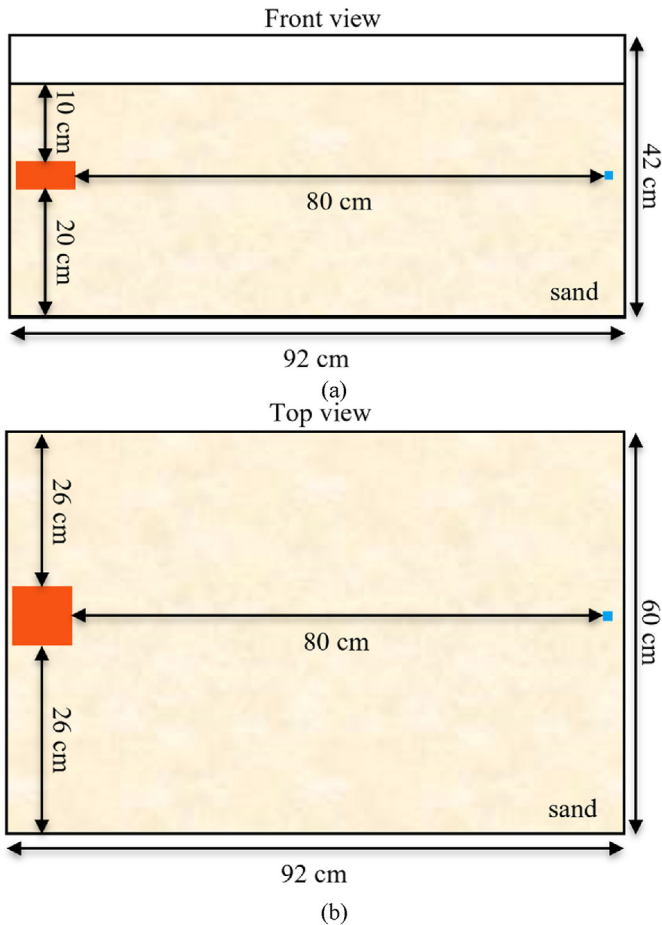 Front view
10 cm
42 cm
80 cm
20 cm
sand
92 cm
(a)
Top view
26 cm
60 cm
80 cm
26 cm
sand
92 cm
(b)